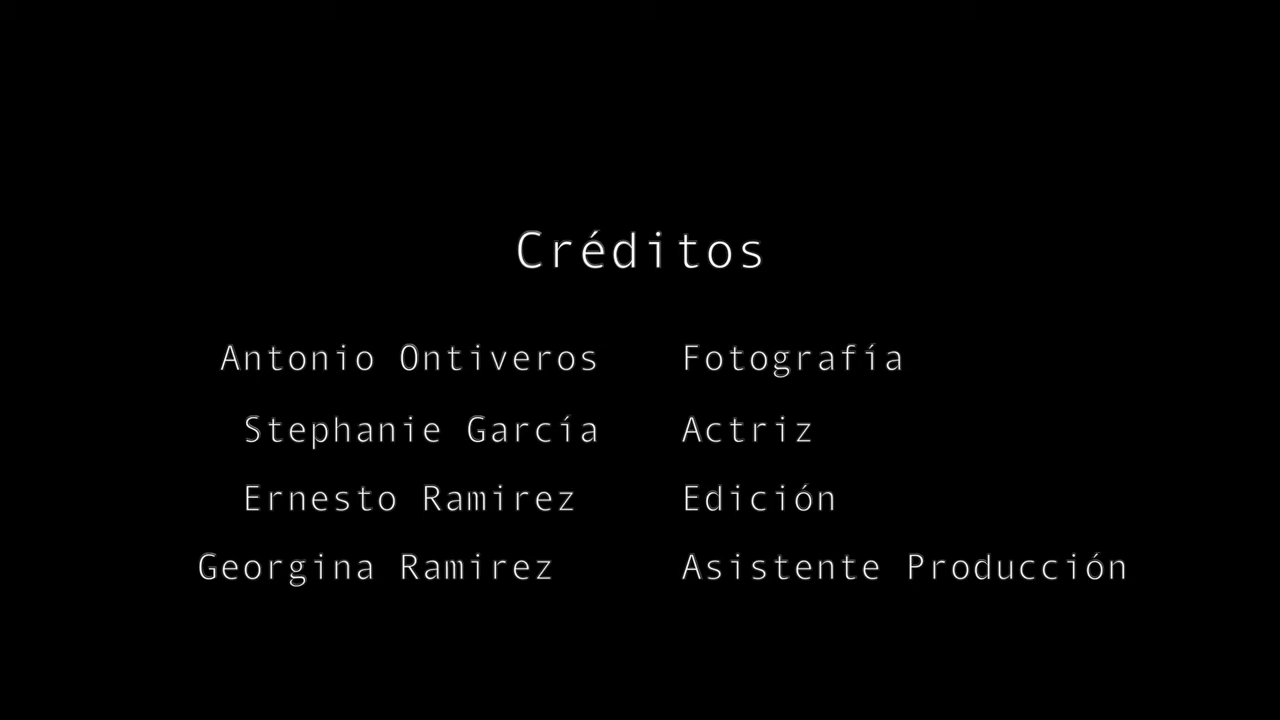 Créditos
Antonio Ontiveros Fotografía
Stephanie García Actriz
Ernesto Ramirez Edición
Georgina Ramirez Asistente Producción